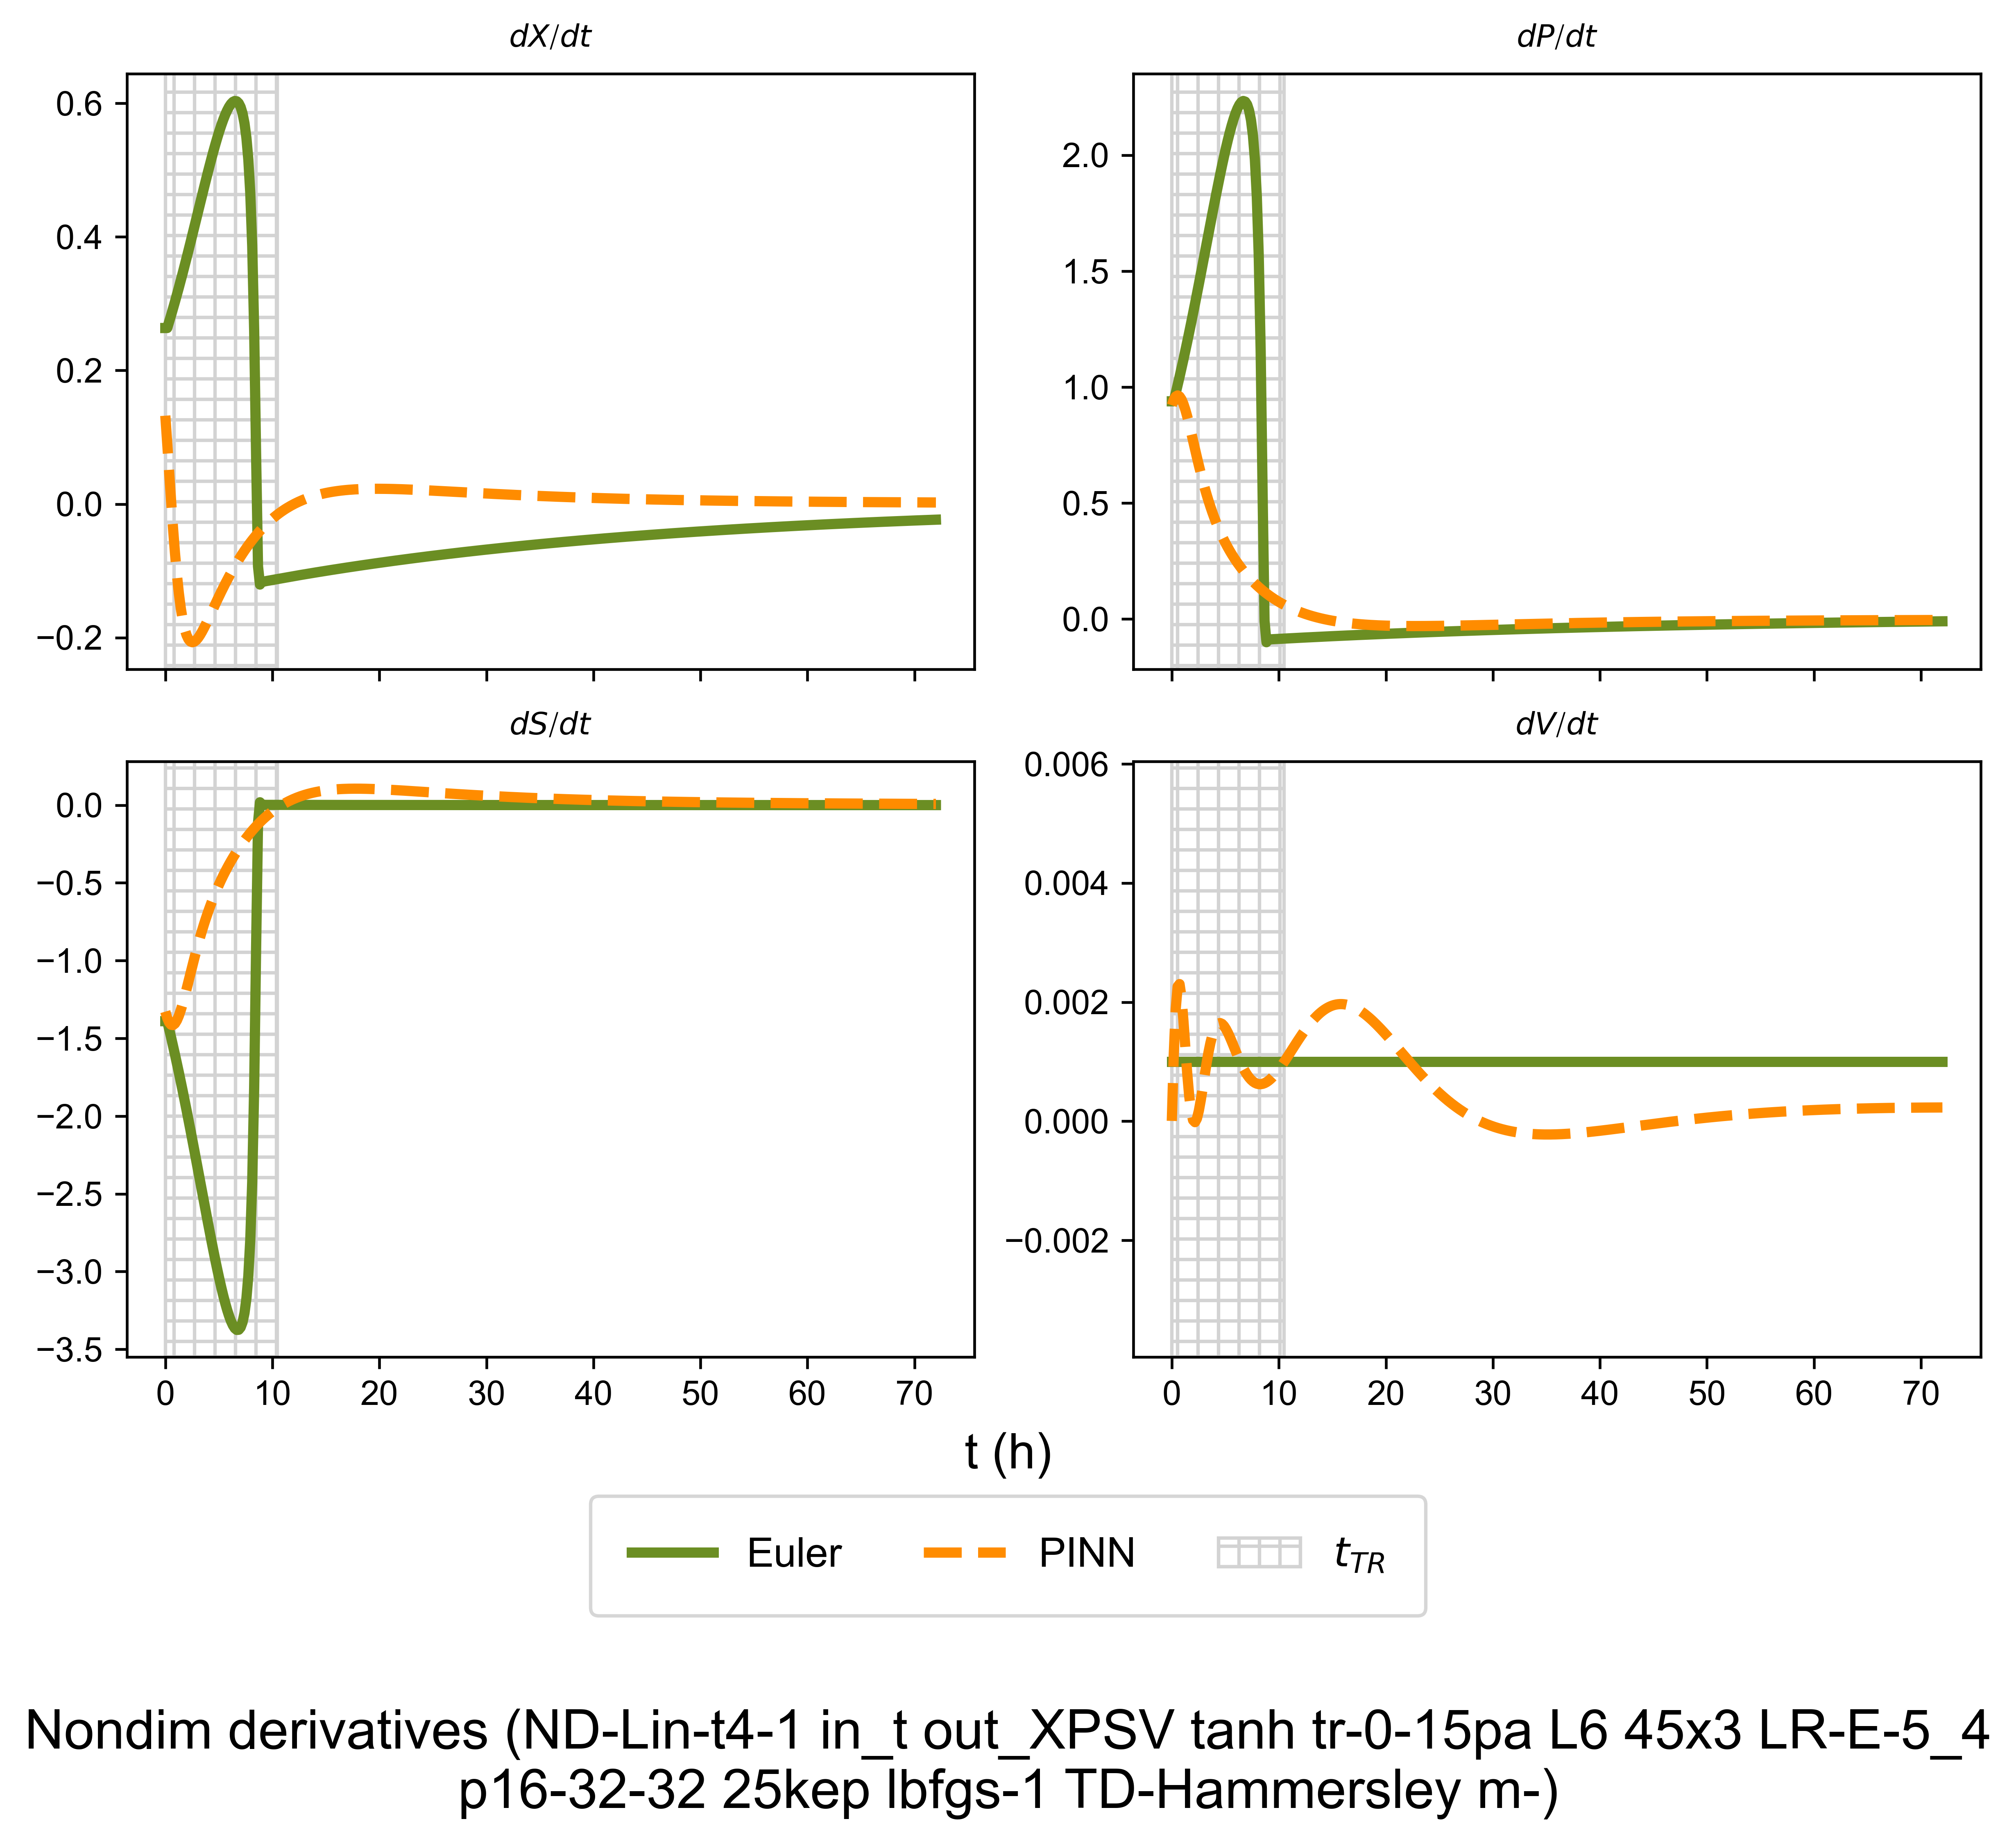 dX/dt
dP/dt
0.6
0.4
0.2
0.0
−0.2
2.0
1.5
1.0
0.5
0.0
dS/dt
dV/dt
0.0
−0.5
−1.0
−1.5
−2.0
−2.5
−3.0
−3.5
0.006
0.004
0.002
0.000
−0.002
0 10 20 30 40 50 60 70
0 10 20 30 40 50 60 70
t (h)
Euler PINN t_TR
Nondim derivatives (ND-Lin-t4-1 in_t out_XPSV tanh tr-0-15pa L6 45x3 LR-E-5_4
p16-32-32 25kep lbfgs-1 TD-Hammersley m-)